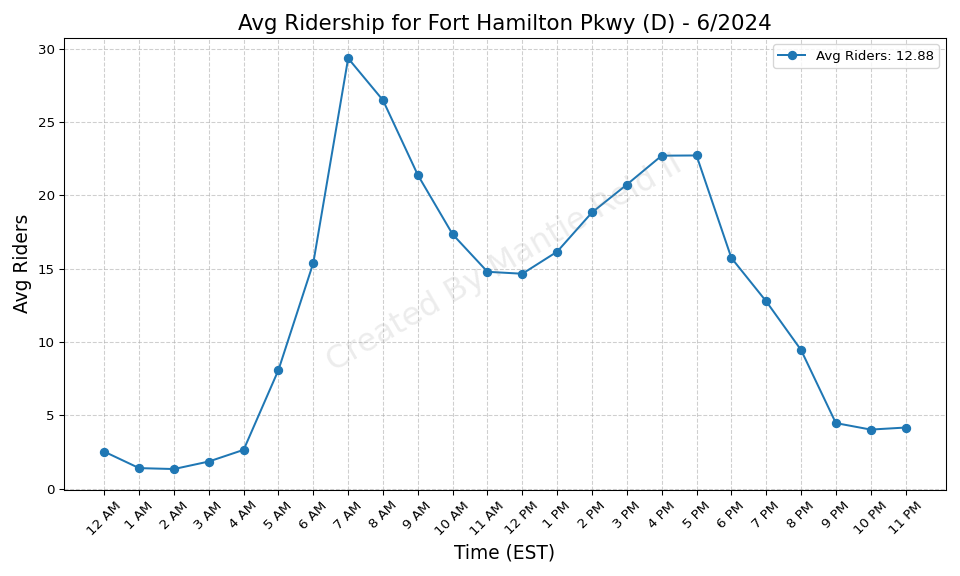 Avg Ridership for Fort Hamilton Pkwy (D) - 6/2024
Avg Riders: 12.88
30
25
20
15
10
5
0
Avg Riders
Created By Mantie Reid II
12 AM
1 AM
2 AM
3 AM
4 AM
5 AM
6 AM
7 AM
8 AM
9 AM
10 AM
11 AM
12 PM
1 PM
2 PM
3 PM
4 PM
5 PM
6 PM
7 PM
8 PM
9 PM
10 PM
11 PM
Time (EST)